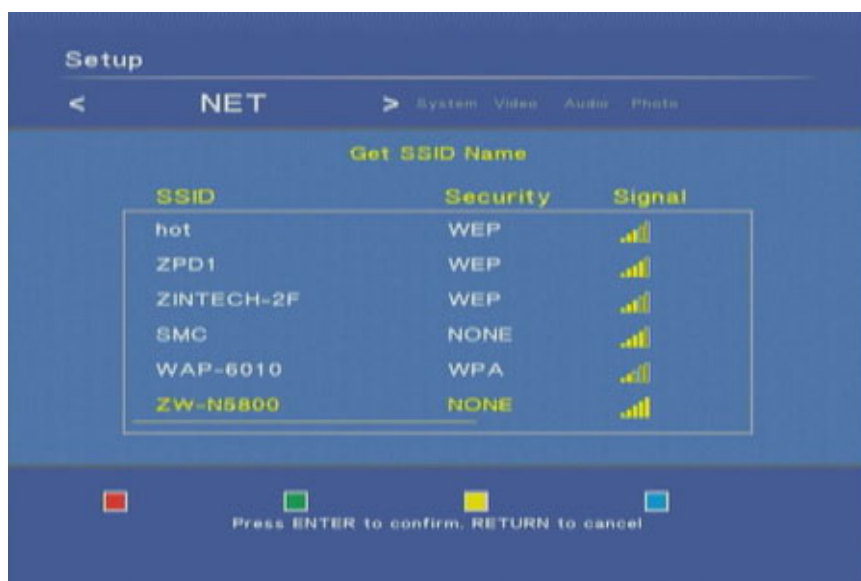 Setup
< NET > System Video Audio Photo
Get SSID Name
SSID Security Signal
hot WEP
ZPD1 WEP
ZINTECH-2F WEP
SMC NONE
WAP-6010 WPA
ZW-N5800 NONE
Press ENTER to confirm, RETURN to cancel